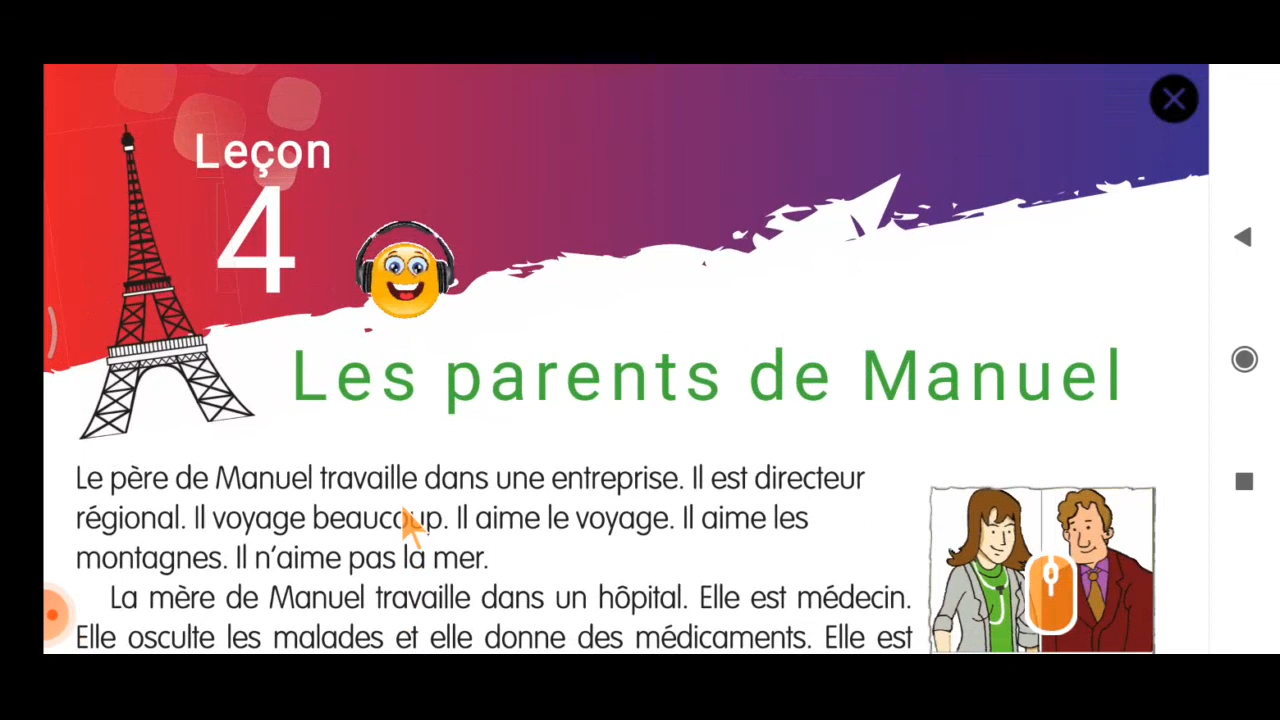 Leçon
4
Les parents de Manuel
Le père de Manuel travaille dans une entreprise. Il est directeur
régional. Il voyage beaucoup. Il aime le voyage. Il aime les
montagnes. Il n’aime pas la mer.
La mère de Manuel travaille dans un hôpital. Elle est médecin.
Elle osculte les malades et elle donne des médicaments. Elle est